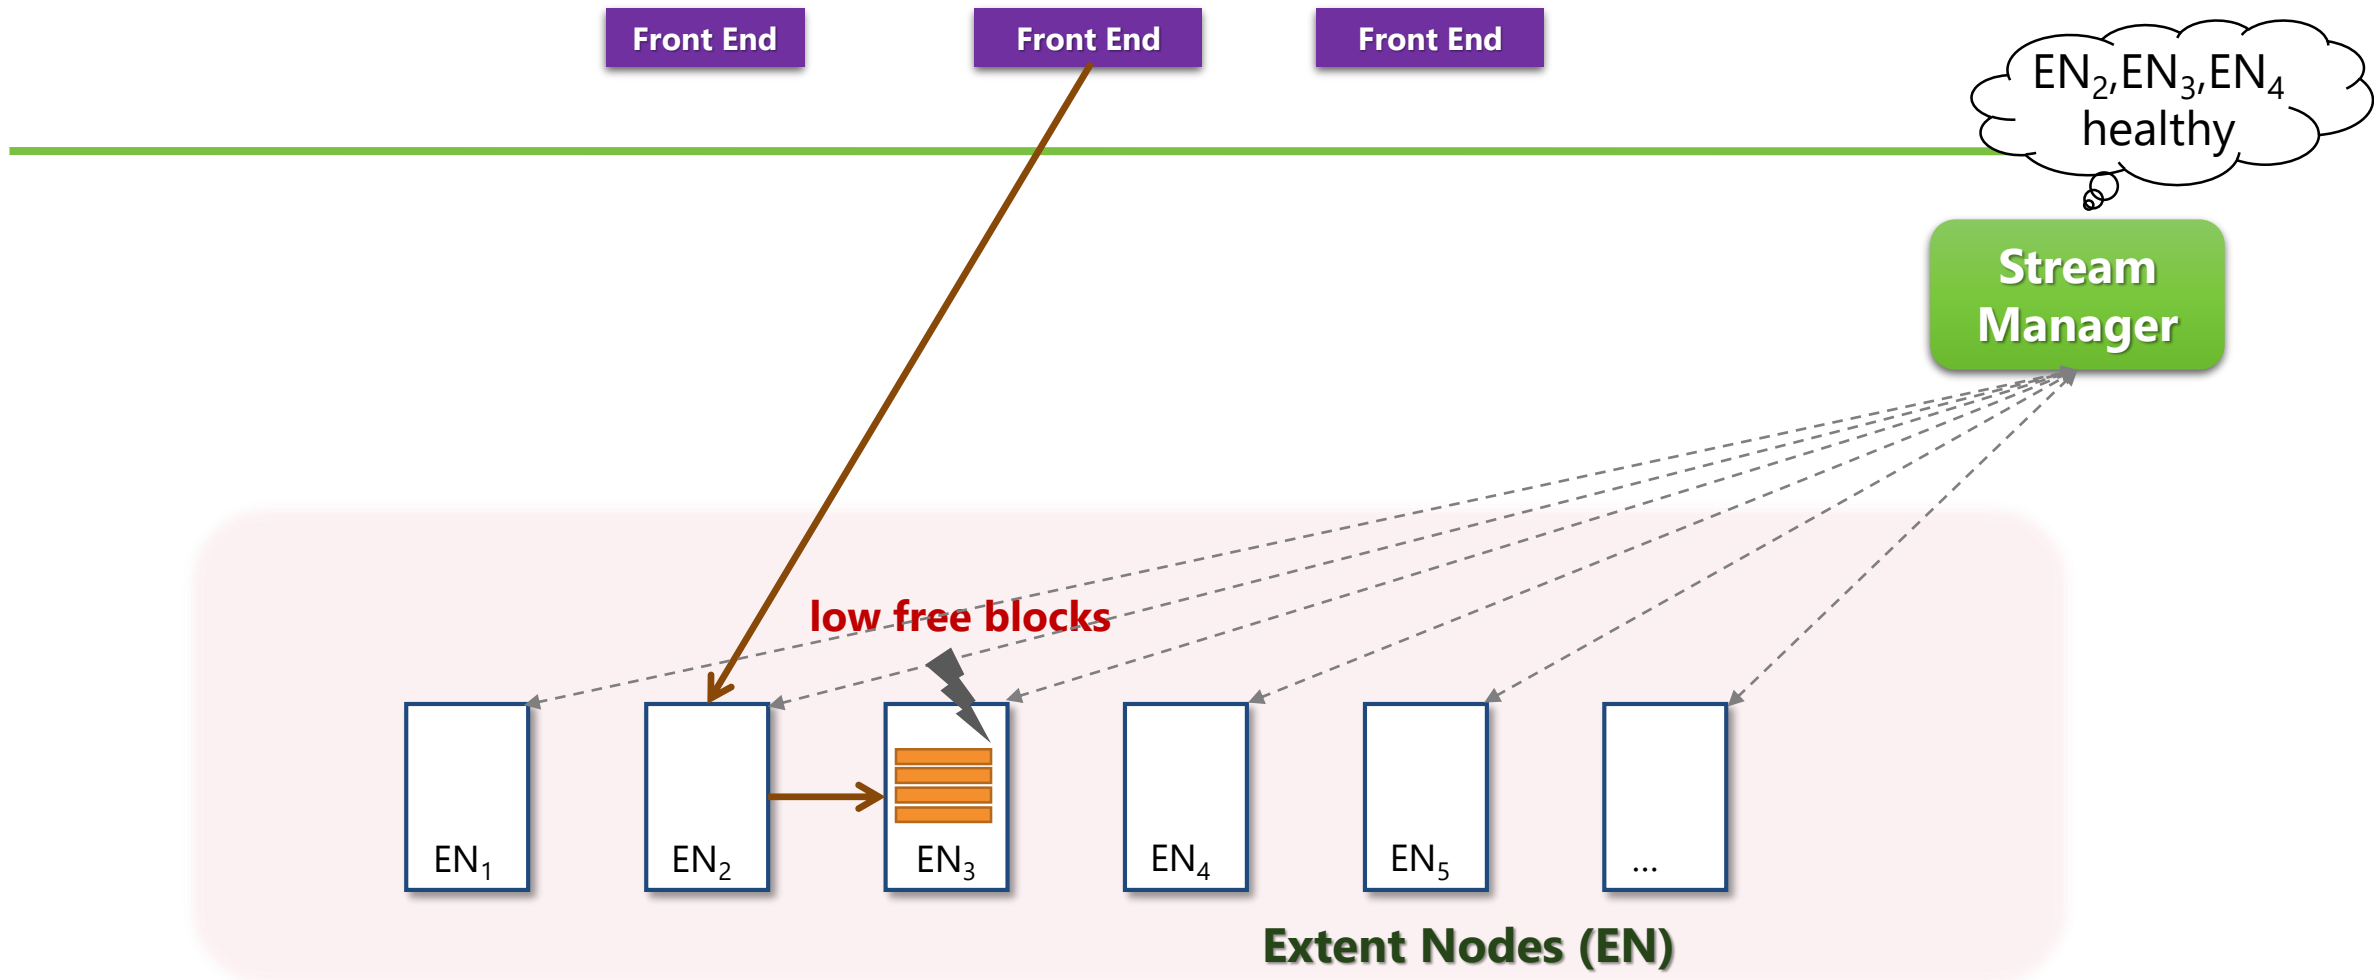 Front End
Front End
Front End
EN₂,EN₃,EN₄
healthy
Stream
Manager
low free blocks
EN₁
EN₂
EN₃
EN₄
EN₅
...
Extent Nodes (EN)